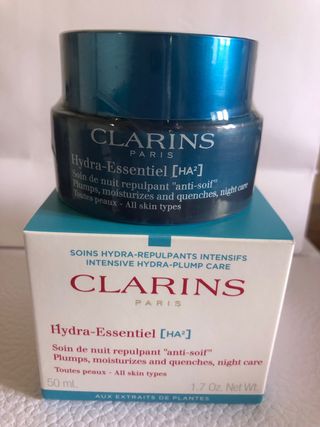 CLARINS
PARIS
Hydra-Essentiel [HA²]
Soin de nuit repulpant "anti-soif"
Plumps, moisturizes and quenches, night care
Toutes peaux - All skin types
SOINS HYDRA-REPULPANTS INTENSIFS
INTENSIVE HYDRA-PLUMP CARE
CLARINS
PARIS
Hydra-Essentiel [HA²]
Soin de nuit repulpant "anti-soif"
Plumps, moisturizes and quenches, night care
Toutes peaux - All skin types
50 mL 1.7 Oz. Net Wt.
AUX EXTRAITS DE PLANTES